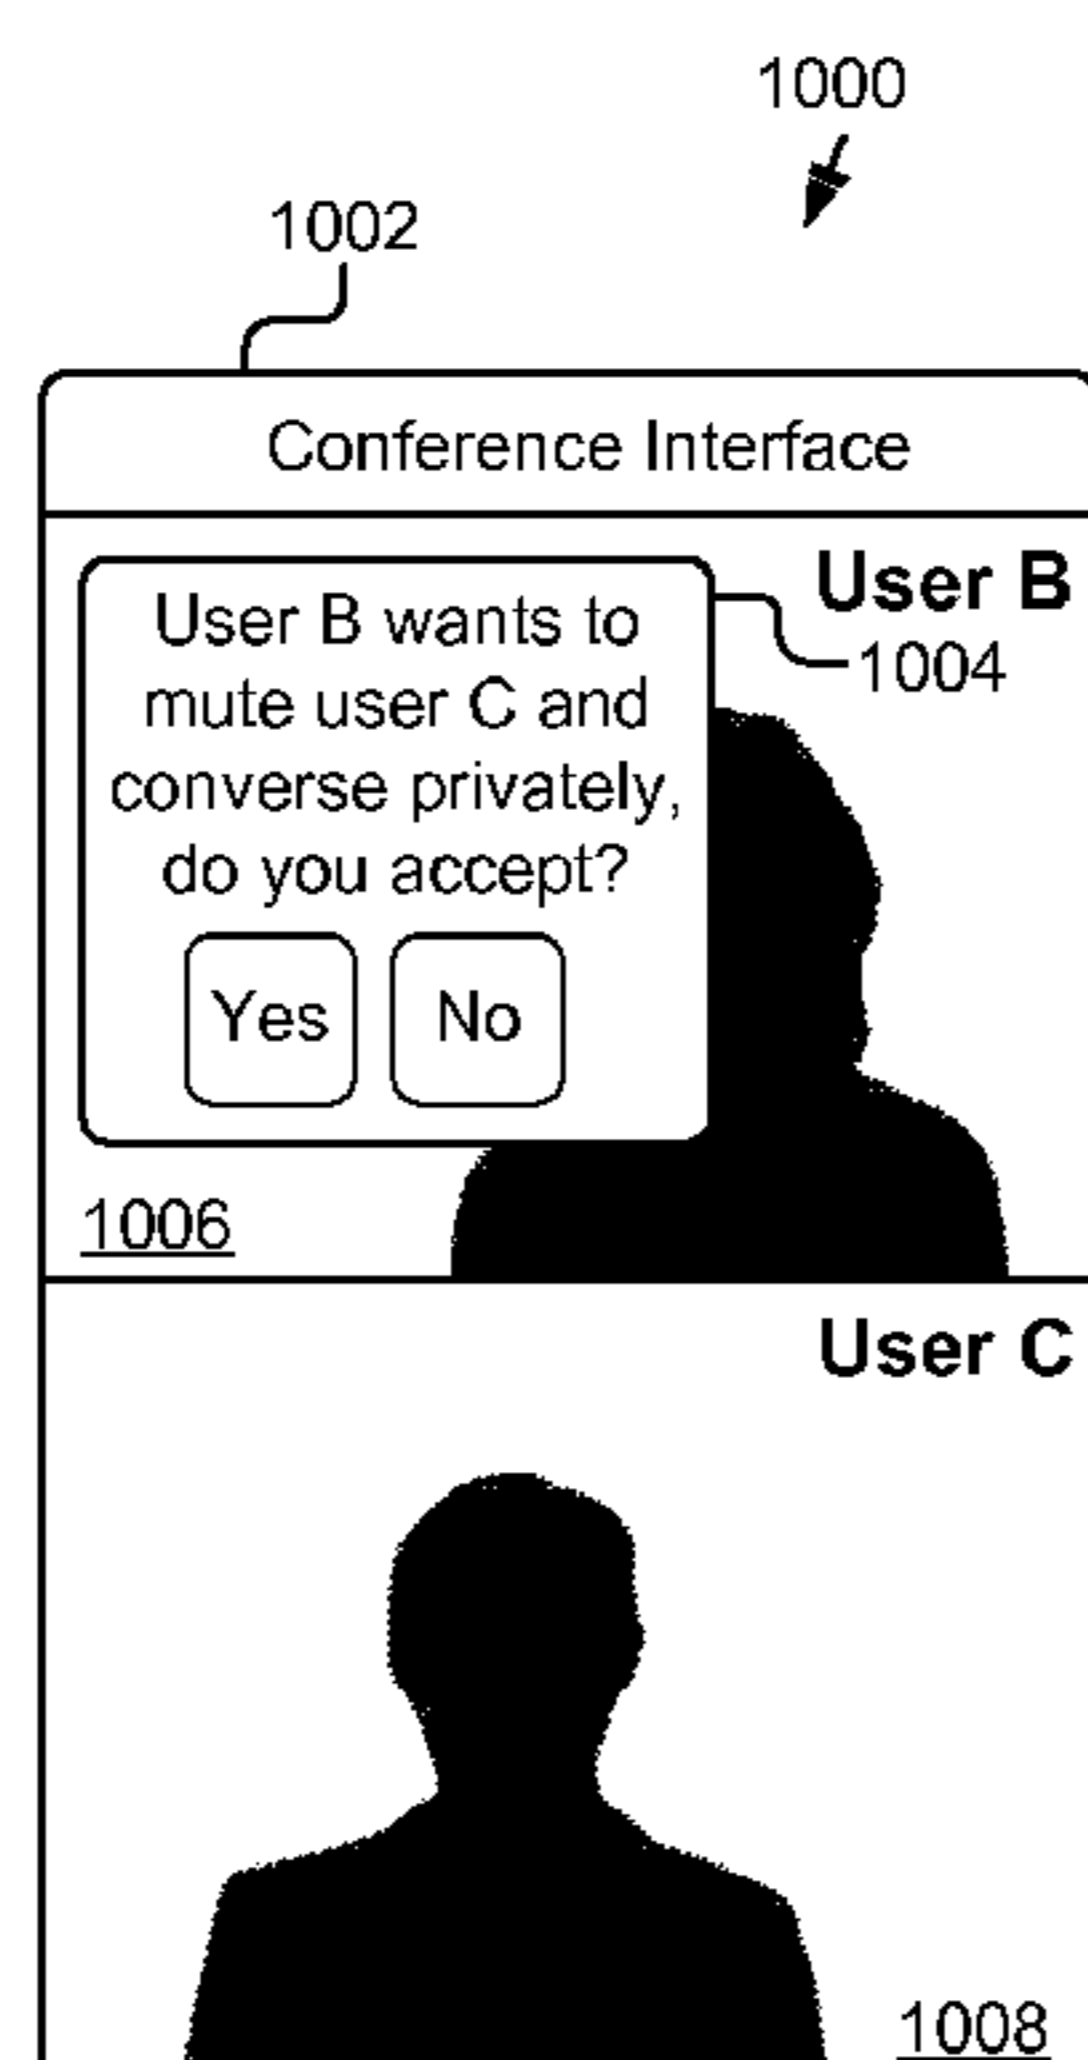 1000
1002
Conference Interface
User B
1004
User B wants to
mute user C and
converse privately,
do you accept?
Yes No
1006
User C
1008